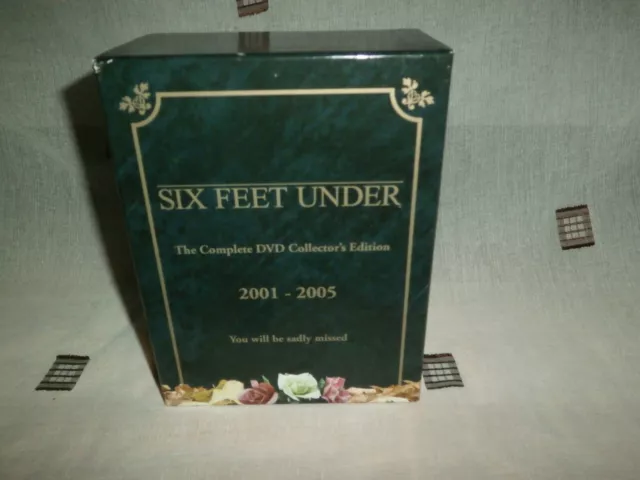 SIX FEET UNDER
The Complete DVD Collector's Edition
2001 - 2005
You will be sadly missed